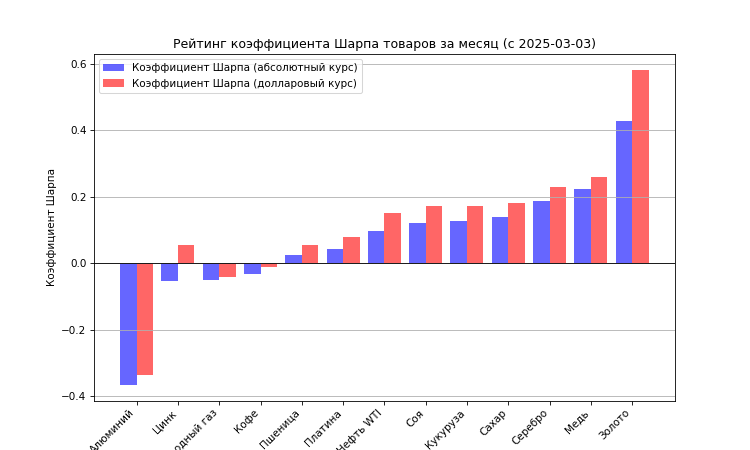 Рейтинг коэффициента Шарпа товаров за месяц (с 2025-03-03)
Коэффициент Шарпа (абсолютный курс)
Коэффициент Шарпа (долларовый курс)
Коэффициент Шарпа
0.6
0.4
0.2
0.0
−0.2
−0.4
Алюминий
Цинк
газ
Кофе
Пшеница
Платина
Нефть WTI
Соя
Кукуруза
Сахар
Серебро
Медь
Золото